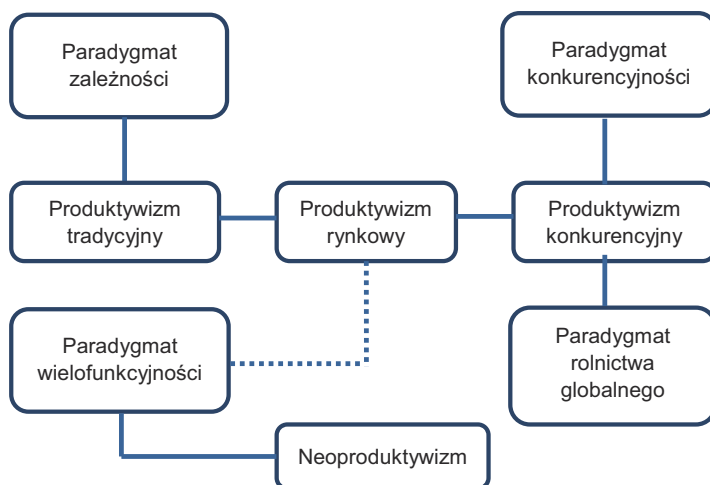 Paradygmat
zależności
Paradygmat
konkurencyjności
Produktywizm
tradycyjny
Produktywizm
rynkowy
Produktywizm
konkurencyjny
Paradygmat
wielofunkcyjności
Paradygmat
rolnictwa
globalnego
Neoproduktywizm